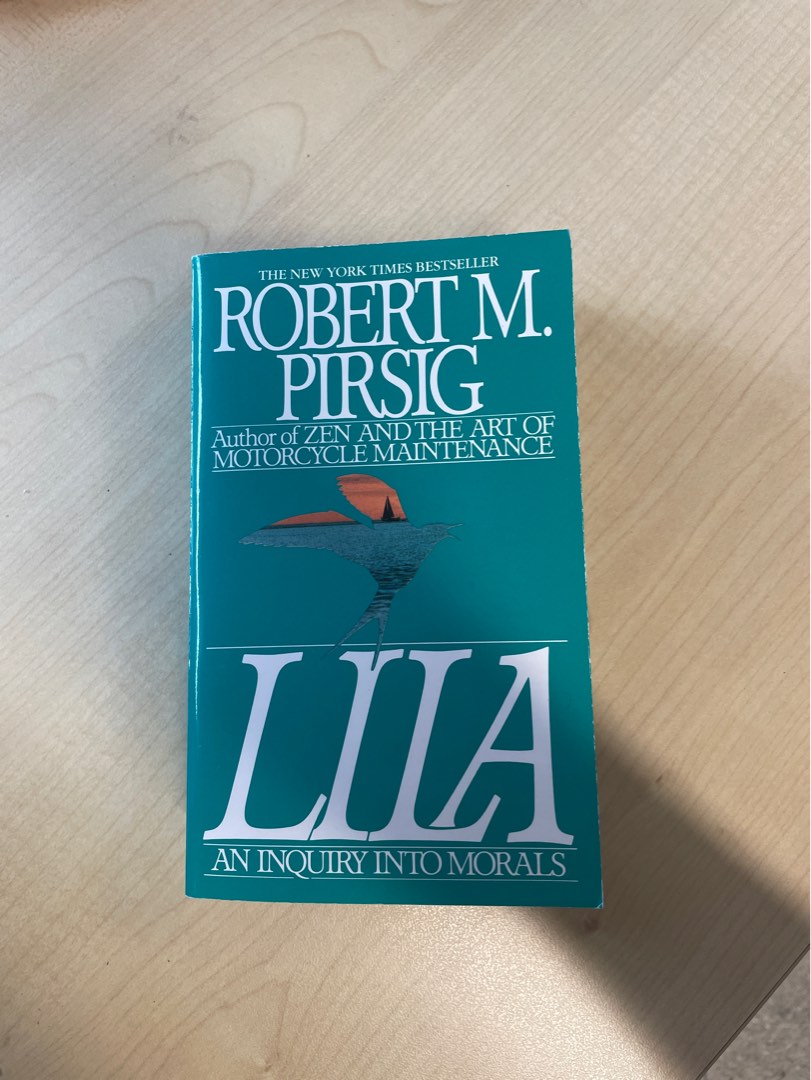 THE NEW YORK TIMES BESTSELLER
ROBERT M.
PIRSIG
Author of ZEN AND THE ART OF
MOTORCYCLE MAINTENANCE
LILA
AN INQUIRY INTO MORALS